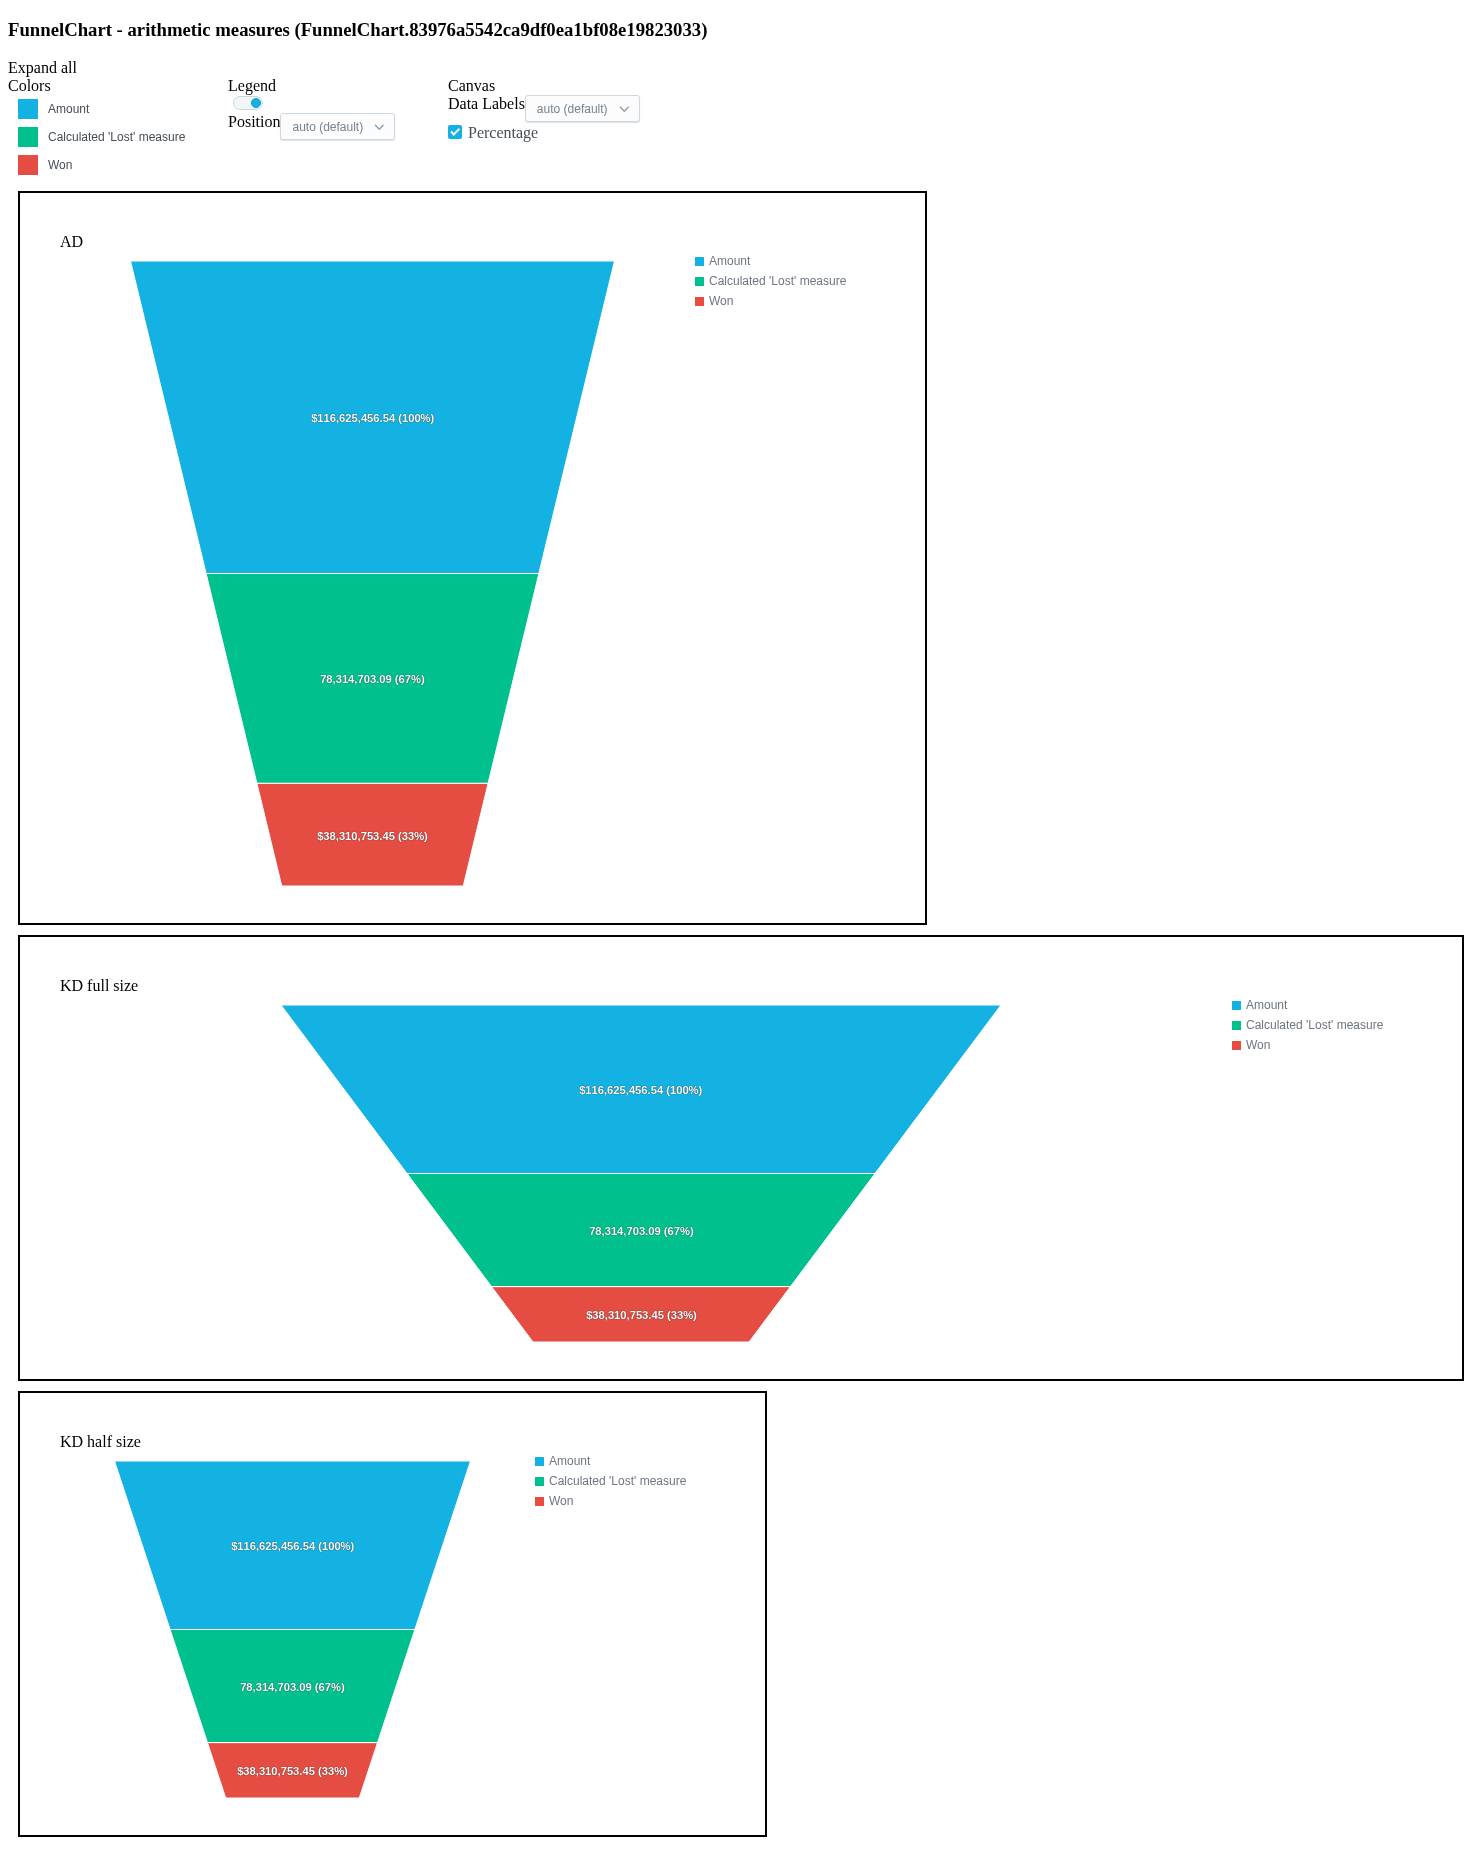 FunnelChart - arithmetic measures (FunnelChart.83976a5542ca9df0ea1bf08e19823033)
Expand all
Colors
Amount
Calculated 'Lost' measure
Won
Legend
Position auto (default)
Canvas
Data Labels auto (default)
Percentage
AD
Amount
Calculated 'Lost' measure
Won
$116,625,456.54 (100%)
78,314,703.09 (67%)
$38,310,753.45 (33%)
KD full size
Amount
Calculated 'Lost' measure
Won
$116,625,456.54 (100%)
78,314,703.09 (67%)
$38,310,753.45 (33%)
KD half size
Amount
Calculated 'Lost' measure
Won
$116,625,456.54 (100%)
78,314,703.09 (67%)
$38,310,753.45 (33%)